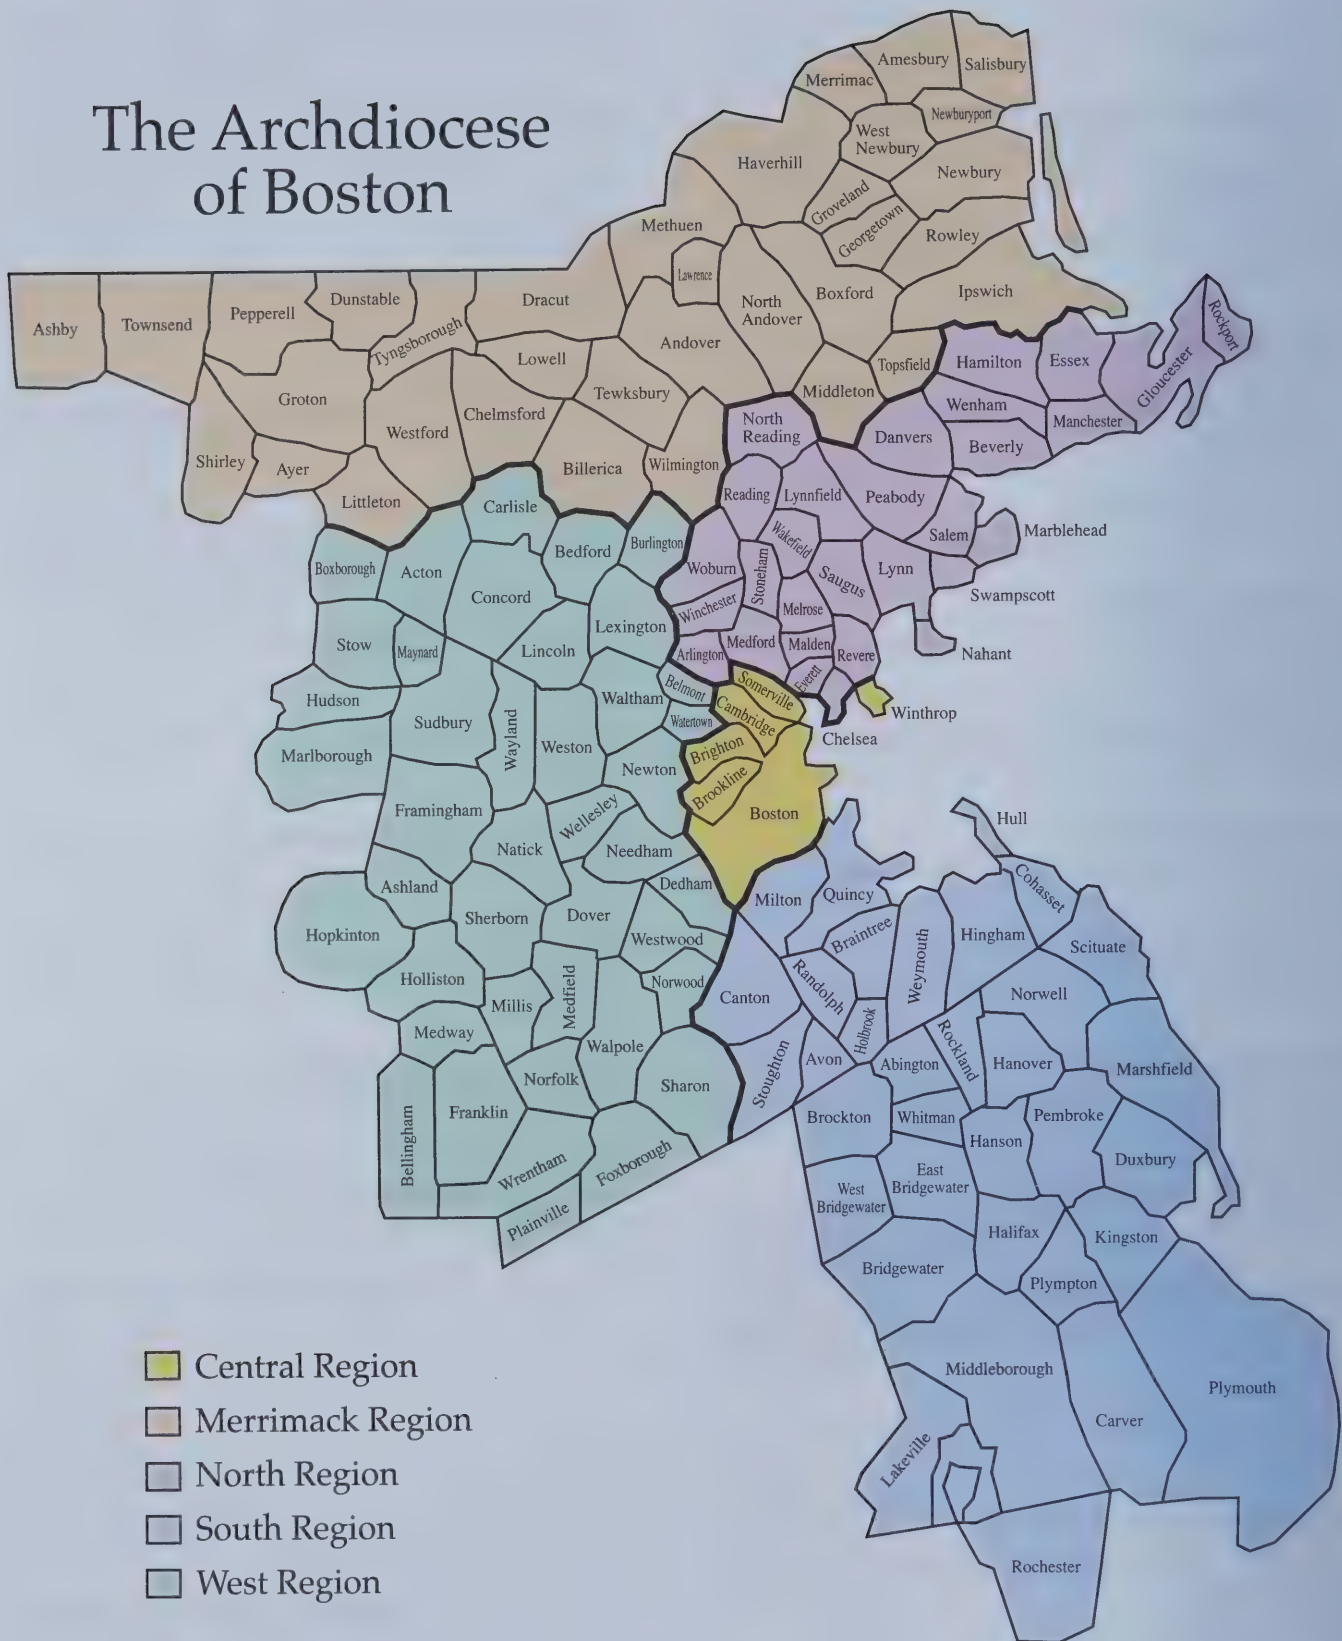 The Archdiocese
of Boston
Amesbury
Salisbury
Merrimac
Newburyport
West
Newbury
Haverhill
Newbury
Groveland
Georgetown
Rowley
Methuen
Lawrence
Ipswich
Boxford
North
Andover
Dracut
Dunstable
Pepperell
Townsend
Ashby
Tyngsborough
Andover
Lowell
Topsfield
Hamilton
Essex
Gloucester
Rockport
Middleton
Tewksbury
Groton
Chelmsford
Westford
Wenham
Manchester
North
Reading
Danvers
Beverly
Shirley
Ayer
Billerica
Wilmington
Littleton
Carlisle
Reading
Lynnfield
Peabody
Salem
Marblehead
Burlington
Bedford
Wakefield
Boxborough
Acton
Woburn
Stoneham
Saugus
Lynn
Swampscott
Concord
Winchester
Melrose
Lexington
Stow
Maynard
Lincoln
Arlington
Medford
Malden
Revere
Nahant
Everett
Belmont
Somerville
Hudson
Waltham
Sudbury
Wayland
Watertown
Cambridge
Winthrop
Chelsea
Marlborough
Weston
Newton
Brighton
Brookline
Framingham
Wellesley
Boston
Hull
Natick
Needham
Ashland
Dedham
Milton
Quincy
Cohasset
Sherborn
Dover
Hopkinton
Westwood
Braintree
Weymouth
Hingham
Scituate
Holliston
Millis
Medfield
Norwood
Canton
Randolph
Norwell
Medway
Walpole
Holbrook
Rockland
Norfolk
Sharon
Stoughton
Avon
Abington
Hanover
Marshfield
Bellingham
Franklin
Brockton
Whitman
Hanson
Pembroke
Wrentham
Foxborough
Duxbury
West
Bridgewater
East
Bridgewater
Plainville
Halifax
Kingston
Bridgewater
Plympton
Middleborough
Plymouth
Carver
Lakeville
Rochester
Central Region
Merrimack Region
North Region
South Region
West Region